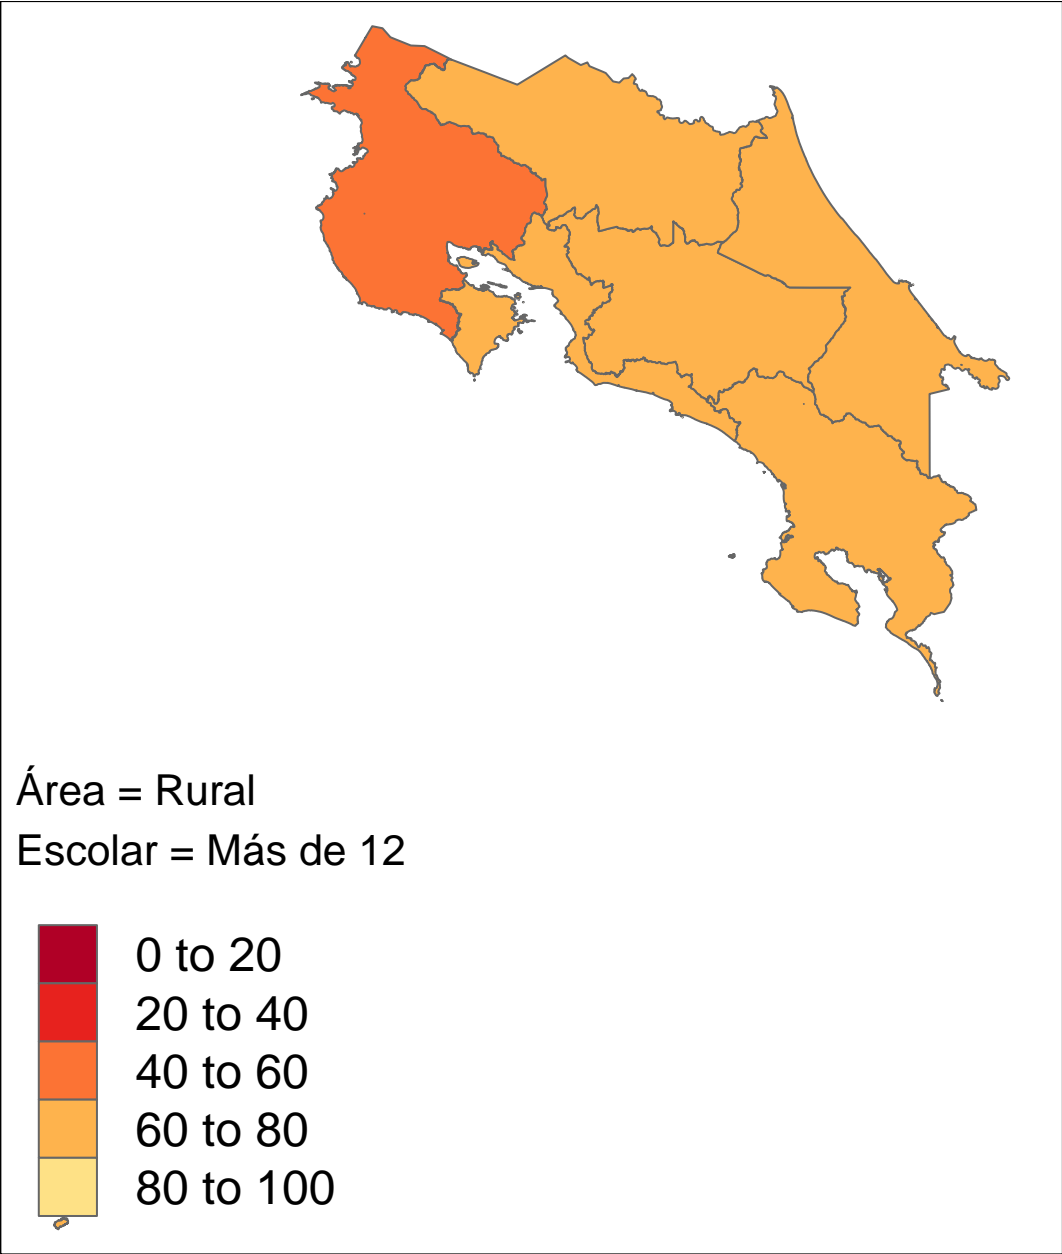 Área = Rural
Escolar = Más de 12
0 to 20
20 to 40
40 to 60
60 to 80
80 to 100